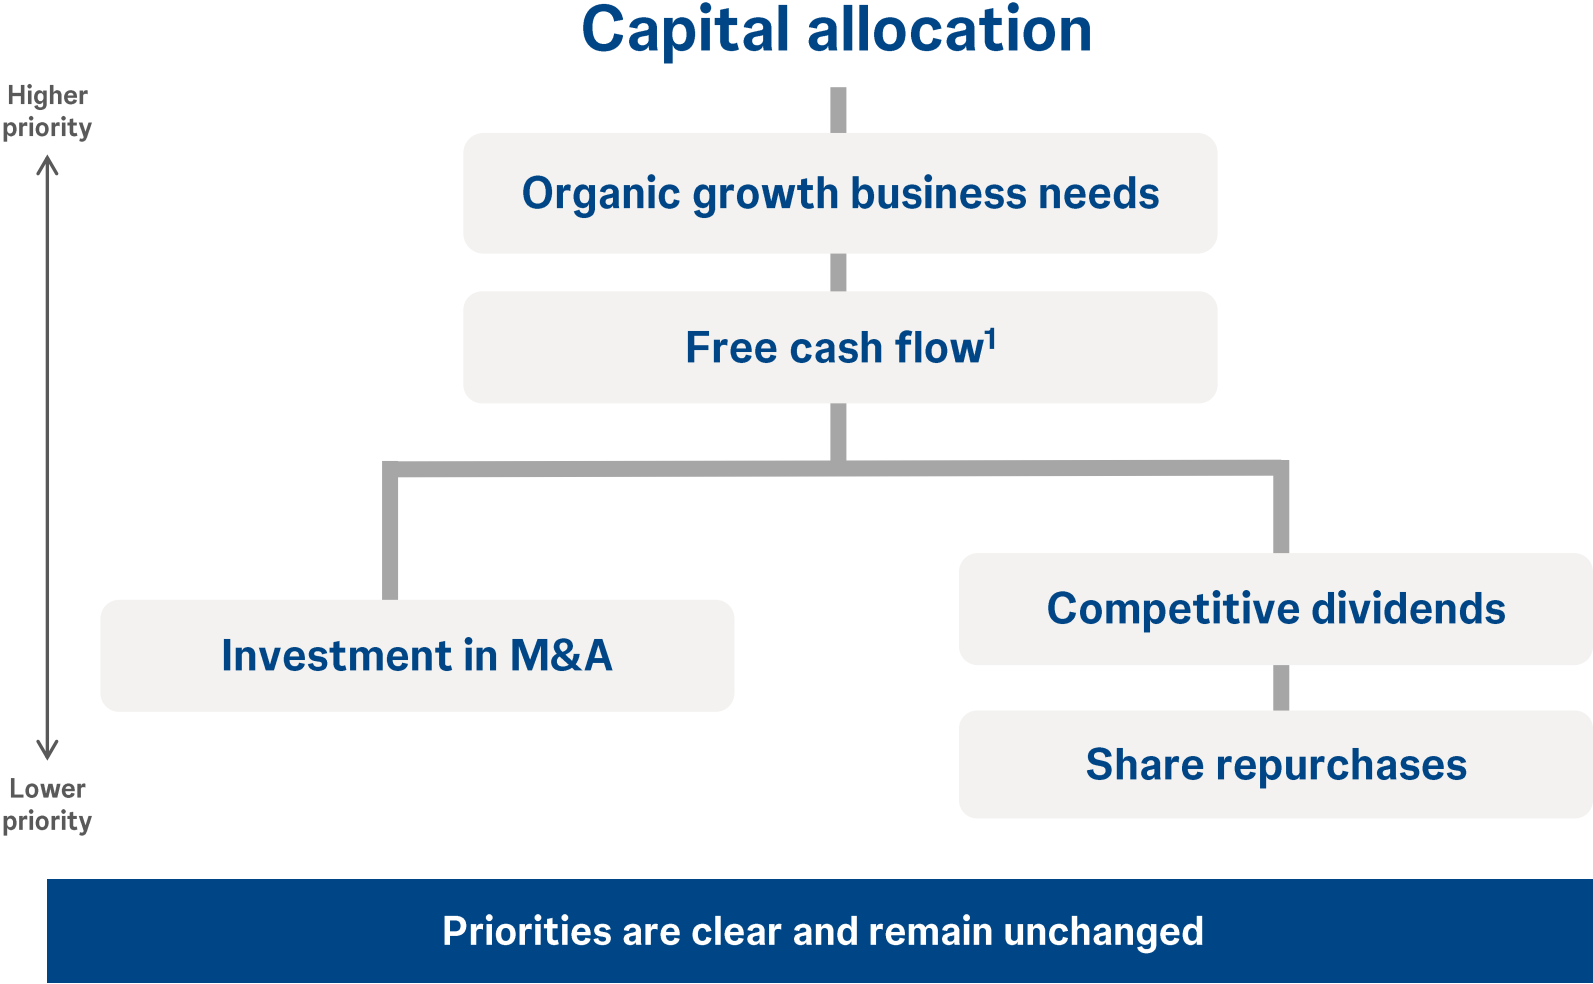 Capital allocation
Higher
priority
Organic growth business needs
Free cash flow¹
Competitive dividends
Investment in M&A
Share repurchases
Lower
priority
Priorities are clear and remain unchanged